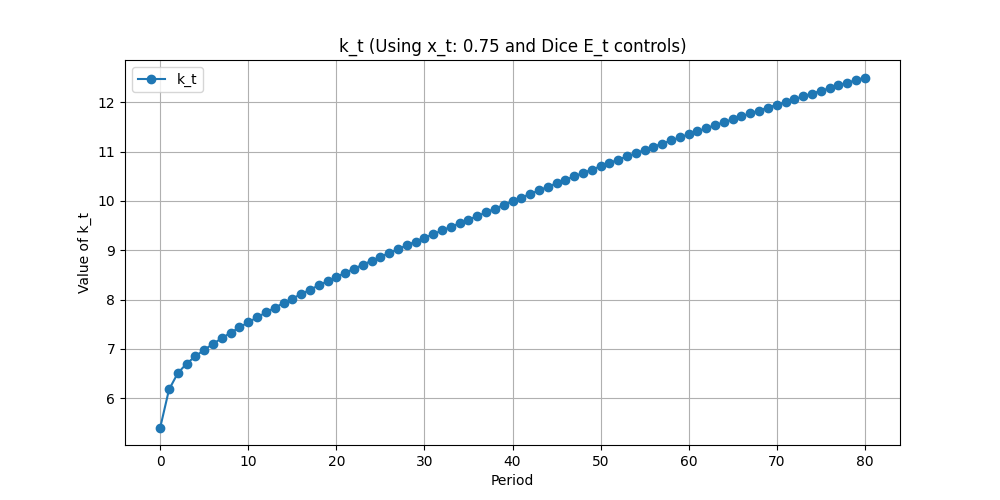 k_t (Using x_t: 0.75 and Dice E_t controls)
k_t
12
11
10
9
8
7
6
Value of k_t
0 10 20 30 40 50 60 70 80
Period